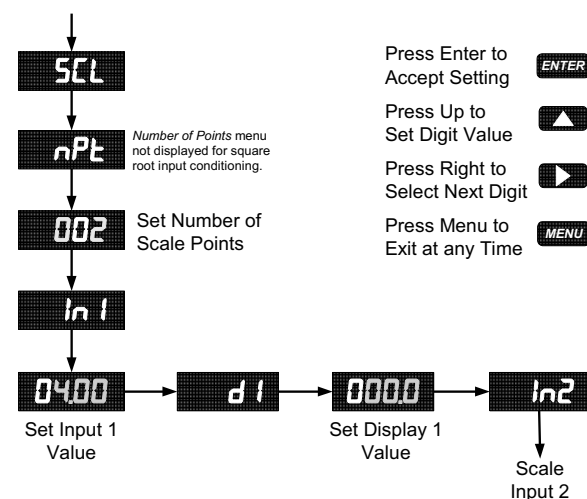 SCL
nPt
Number of Points menu
not displayed for square
root input conditioning.
002
Set Number of
Scale Points
In 1
04.00
d 1
000.0
In2
Set Input 1
Value
Set Display 1
Value
Scale
Input 2
Press Enter to
Accept Setting
ENTER
Press Up to
Set Digit Value
Press Right to
Select Next Digit
Press Menu to
Exit at any Time
MENU